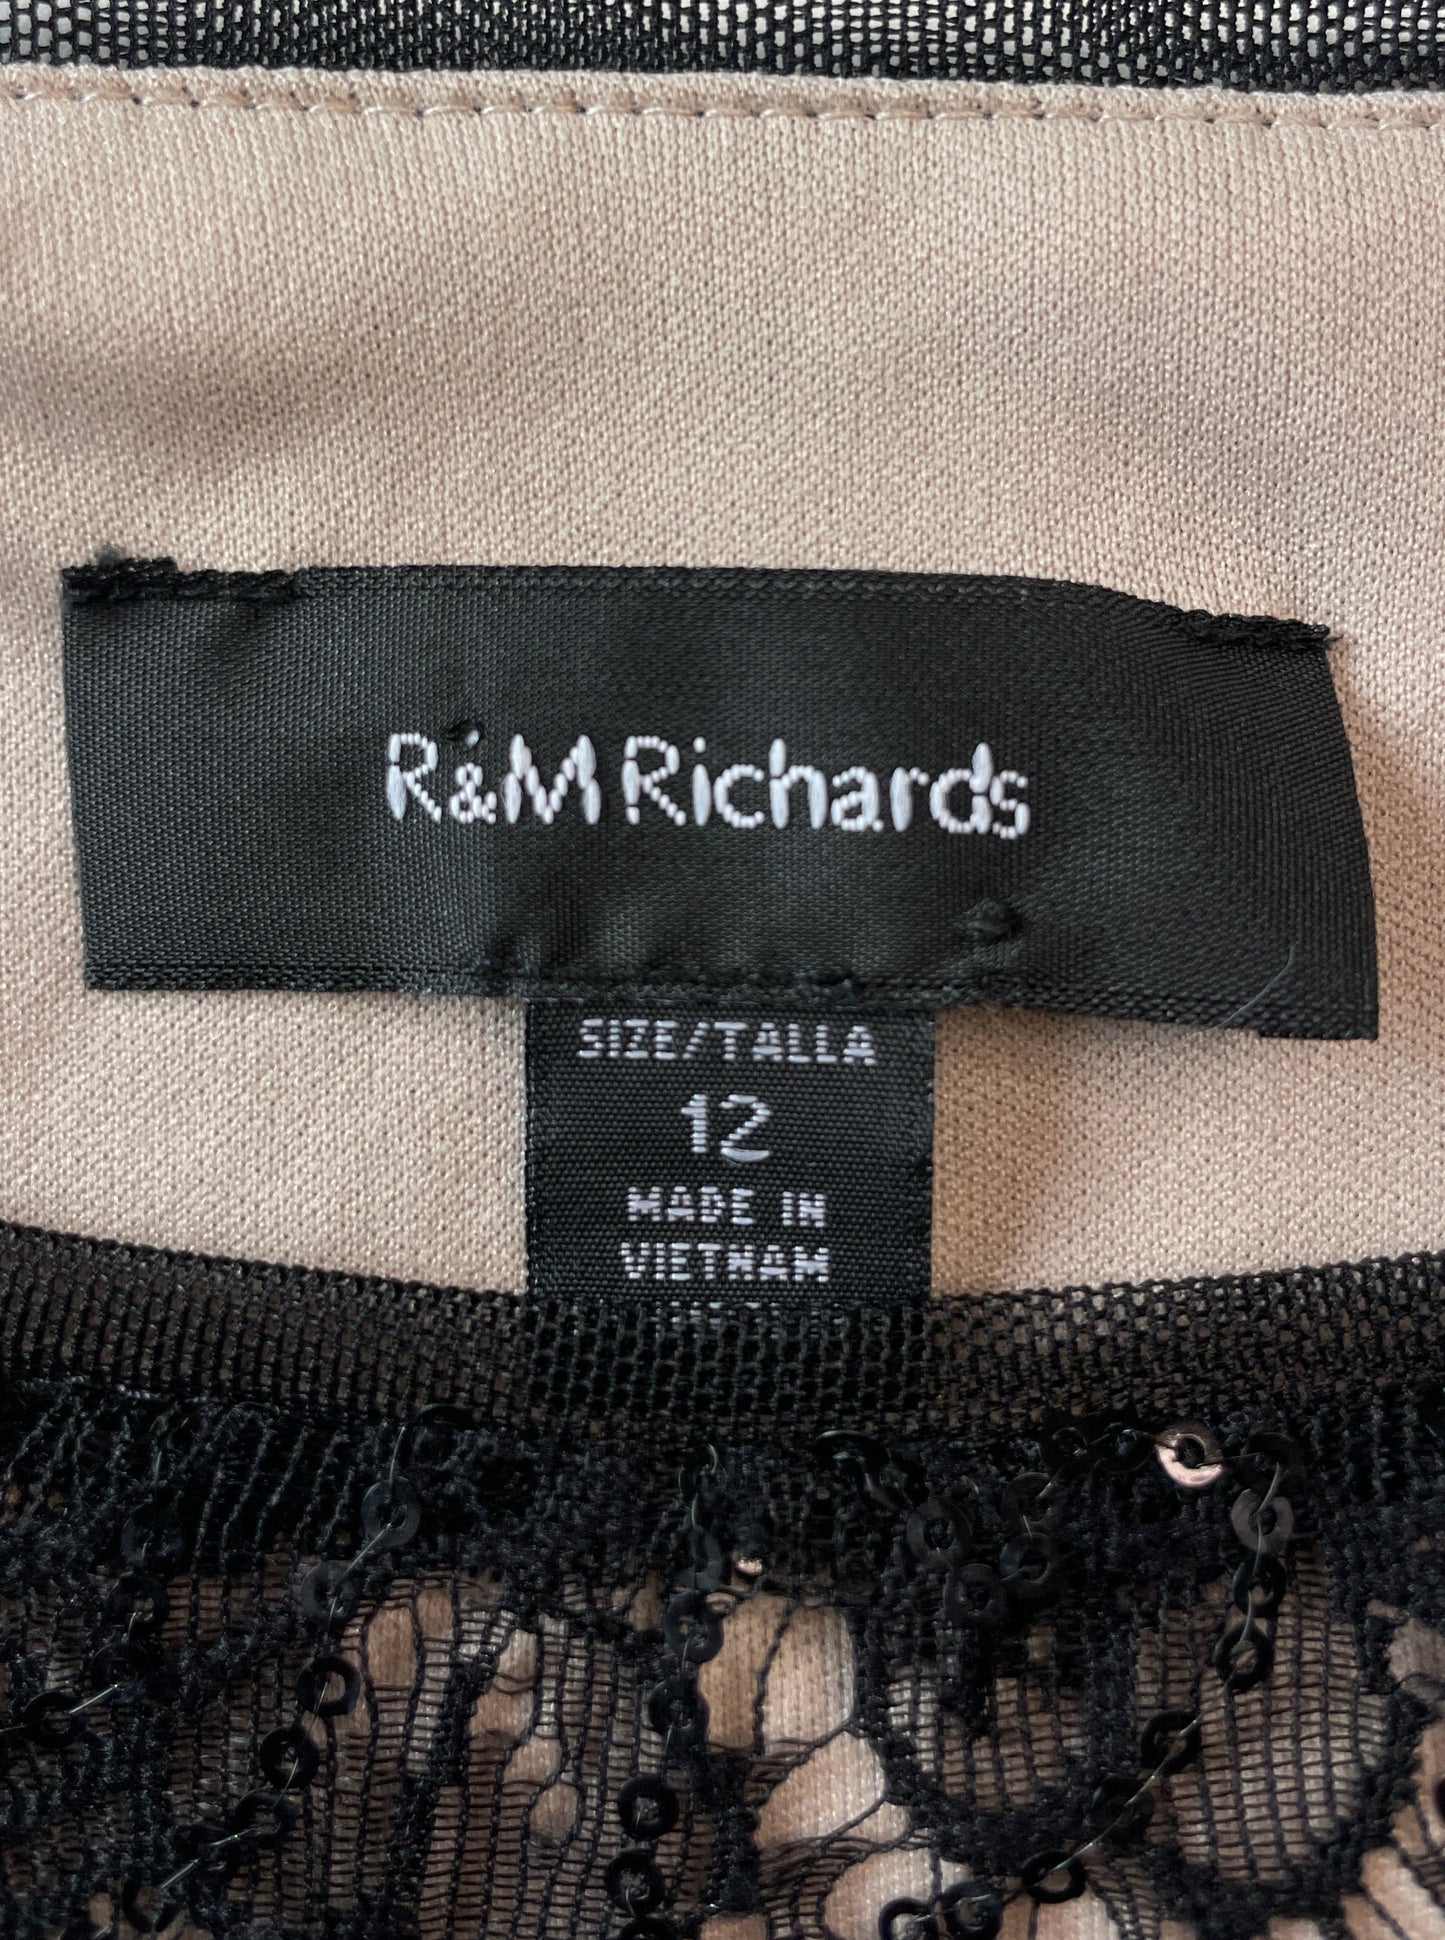 R&M Richards
SIZE/TALLA
12
MADE IN
VIETNAM